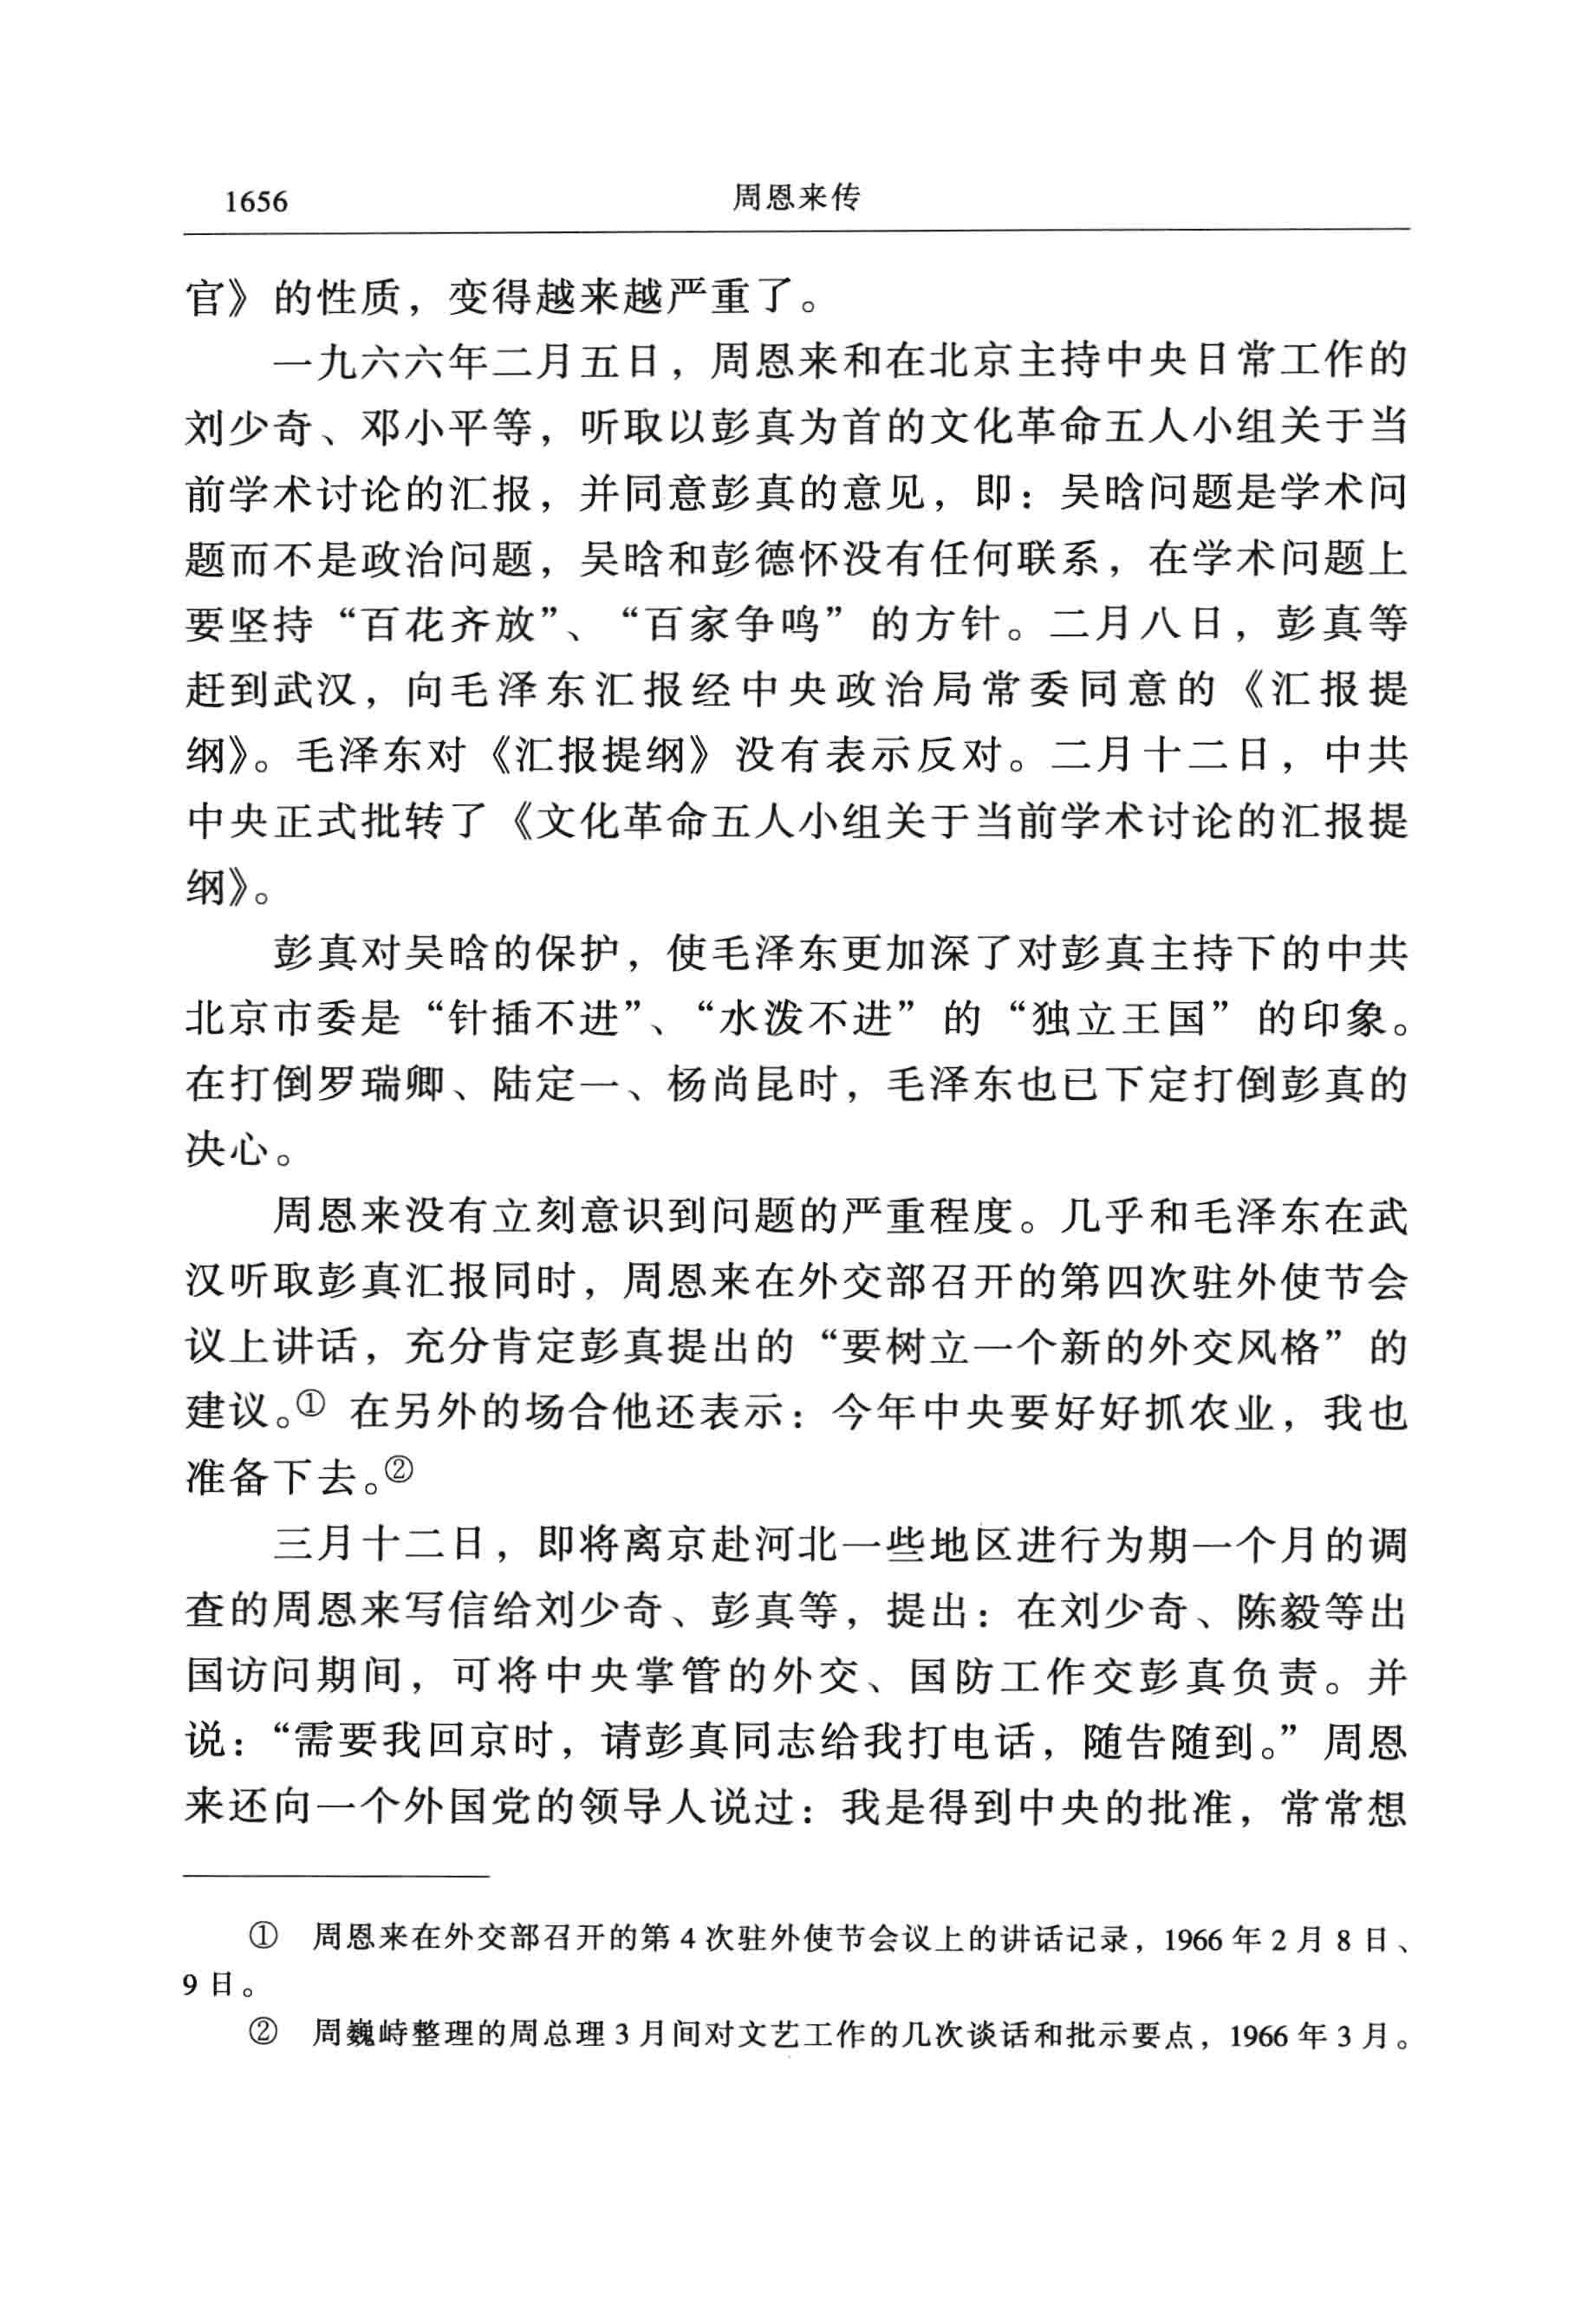 1656
周恩来传
官》的性质，变得越来越严重了。
一九六六年二月五日，周恩来和在北京主持中央日常工作的
刘少奇、邓小平等，听取以彭真为首的文化革命五人小组关于当
前学术讨论的汇报，并同意彭真的意见，即：吴晗问题是学术问
题而不是政治问题，吴晗和彭德怀没有任何联系，在学术问题上
要坚持“百花齐放”、“百家争鸣”的方针。二月八日，彭真等
赶到武汉，向毛泽东汇报经中央政治局常委同意的《汇报提
纲》。毛泽东对《汇报提纲》没有表示反对。二月十二日，中共
中央正式批转了《文化革命五人小组关于当前学术讨论的汇报提
纲》。
彭真对吴晗的保护，使毛泽东更加深了对彭真主持下的中共
北京市委是“针插不进”、“水泼不进”的“独立王国”的印象。
在打倒罗瑞卿、陆定一、杨尚昆时，毛泽东也已下定打倒彭真的
决心。
周恩来没有立刻意识到问题的严重程度。几乎和毛泽东在武
汉听取彭真汇报同时，周恩来在外交部召开的第四次驻外使节会
议上讲话，充分肯定彭真提出的“要树立一个新的外交风格”的
建议。① 在另外的场合他还表示：今年中央要好好抓农业，我也
准备下去。②
三月十二日，即将离京赴河北一些地区进行为期一个月的调
查的周恩来写信给刘少奇、彭真等，提出：在刘少奇、陈毅等出
国访问期间，可将中央掌管的外交、国防工作交彭真负责。并
说：“需要我回京时，请彭真同志给我打电话，随告随到。”周恩
来还向一个外国党的领导人说过：我是得到中央的批准，常常想
① 周恩来在外交部召开的第 4 次驻外使节会议上的讲话记录，1966 年 2 月 8 日、
9 日。
② 周巍峙整理的周总理 3 月间对文艺工作的几次谈话和批示要点，1966 年 3 月。